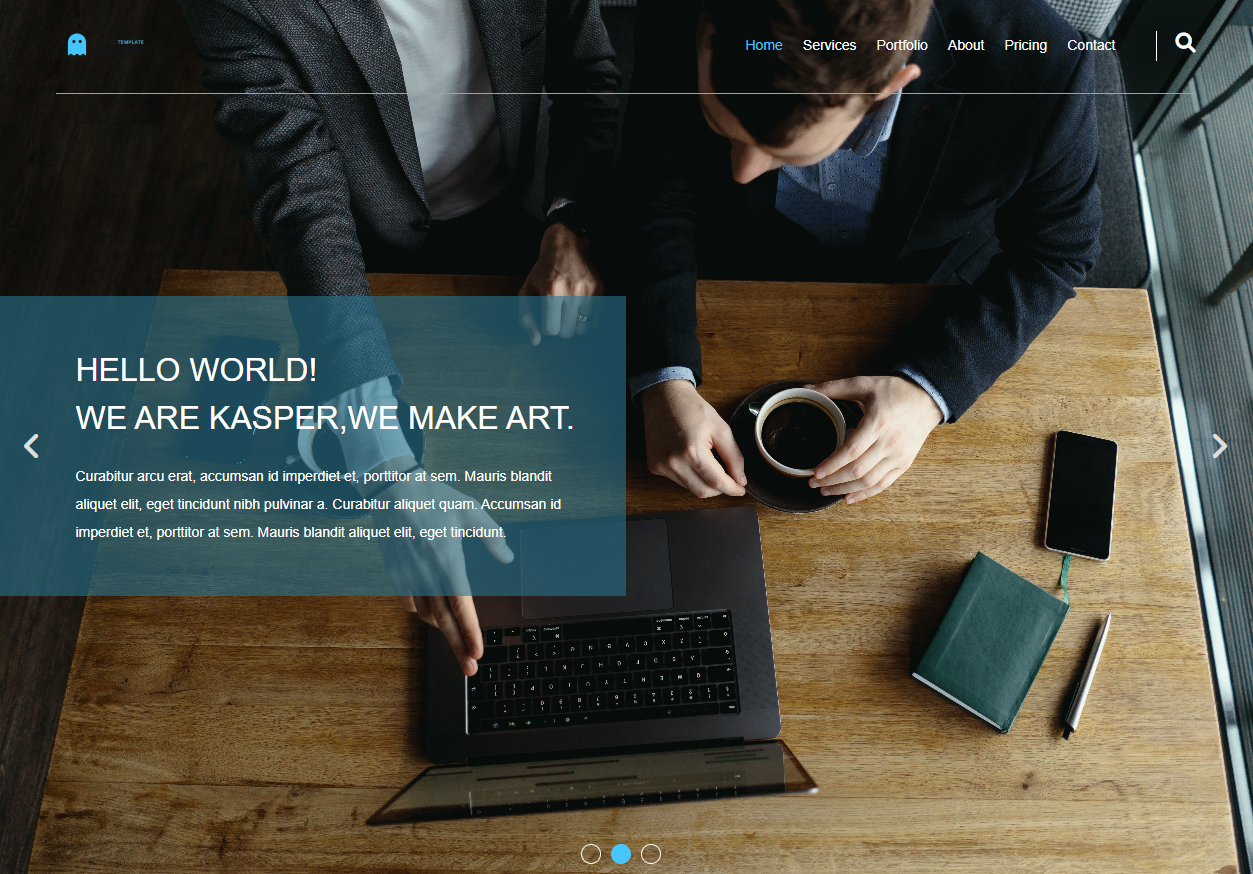 TEMPLATE
Home Services Portfolio About Pricing Contact
HELLO WORLD!
WE ARE KASPER,WE MAKE ART.
Curabitur arcu erat, accumsan id imperdiet et, porttitor at sem. Mauris blandit
aliquet elit, eget tincidunt nibh pulvinar a. Curabitur aliquet quam. Accumsan id
imperdiet et, porttitor at sem. Mauris blandit aliquet elit, eget tincidunt.